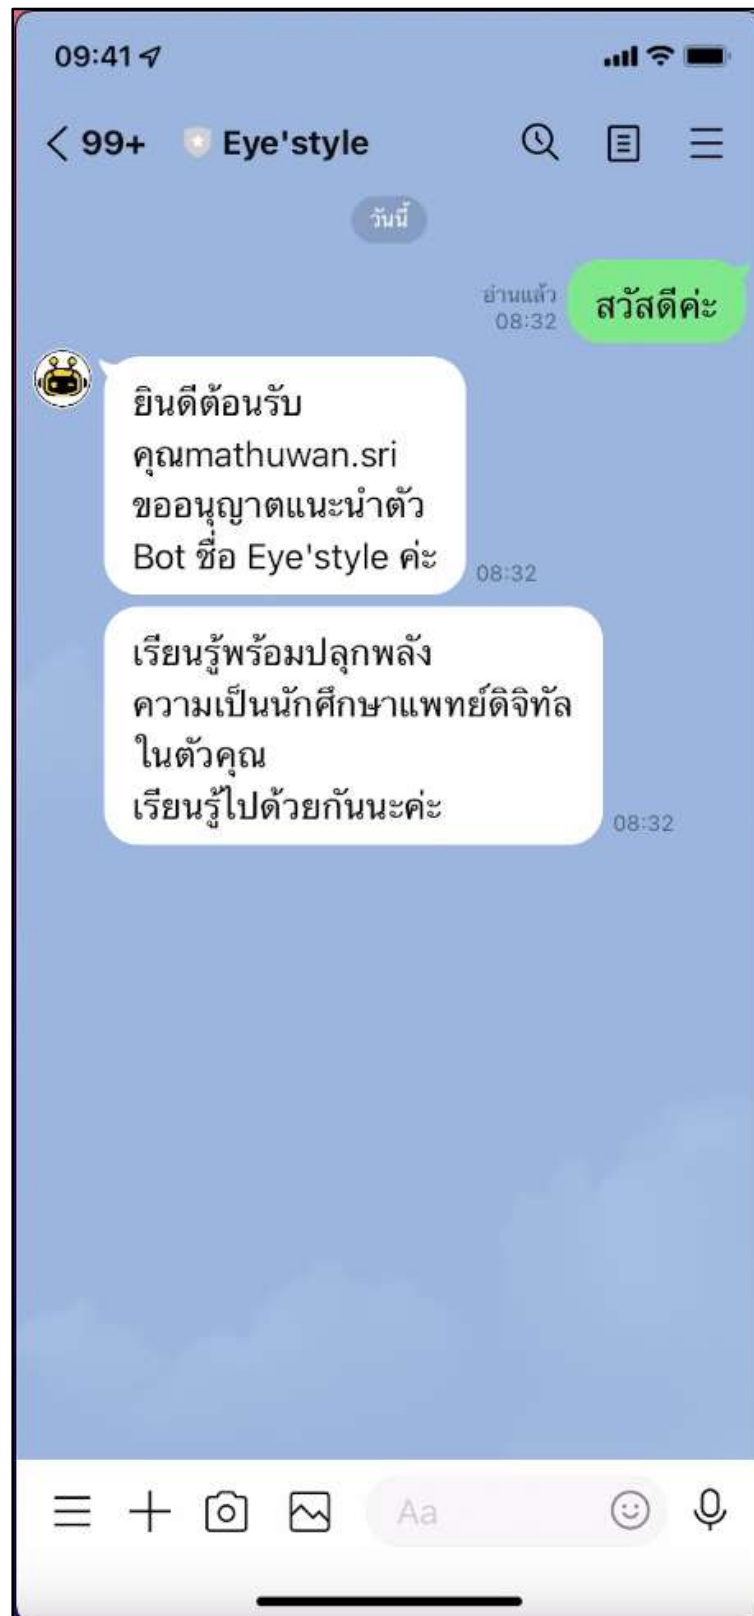 09:41
99+ Eye'style
วันนี้
อ่านแล้ว
08:32
สวัสดีค่ะ
ยินดีต้อนรับ
คุณmathuwan.sri
ขออนุญาตแนะนำตัว
Bot ชื่อ Eye'style ค่ะ
08:32
เรียนรู้พร้อมปลุกพลัง
ความเป็นนักศึกษาแพทย์ดิจิทัล
ในตัวคุณ
เรียนรู้ไปด้วยกันนะค่ะ
08:32
Aa